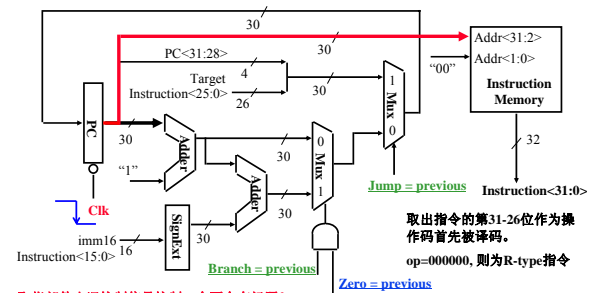 30
30
Addr<31:2>
PC<31:28>
4
Addr<1:0>
“00”
Target
Instruction<25:0>
26
30
1
Mux
0
Instruction
Memory
PC
30
Adder
30
0
Mux
1
32
“1”
Adder
30
Jump = previous
Instruction<31:0>
Clk
SignExt
30
imm16
Instruction<15:0>
16
取出指令的第31-26位作为操
作码首先被译码。
op=000000, 则为R-type指令
Branch = previous
Zero = previous